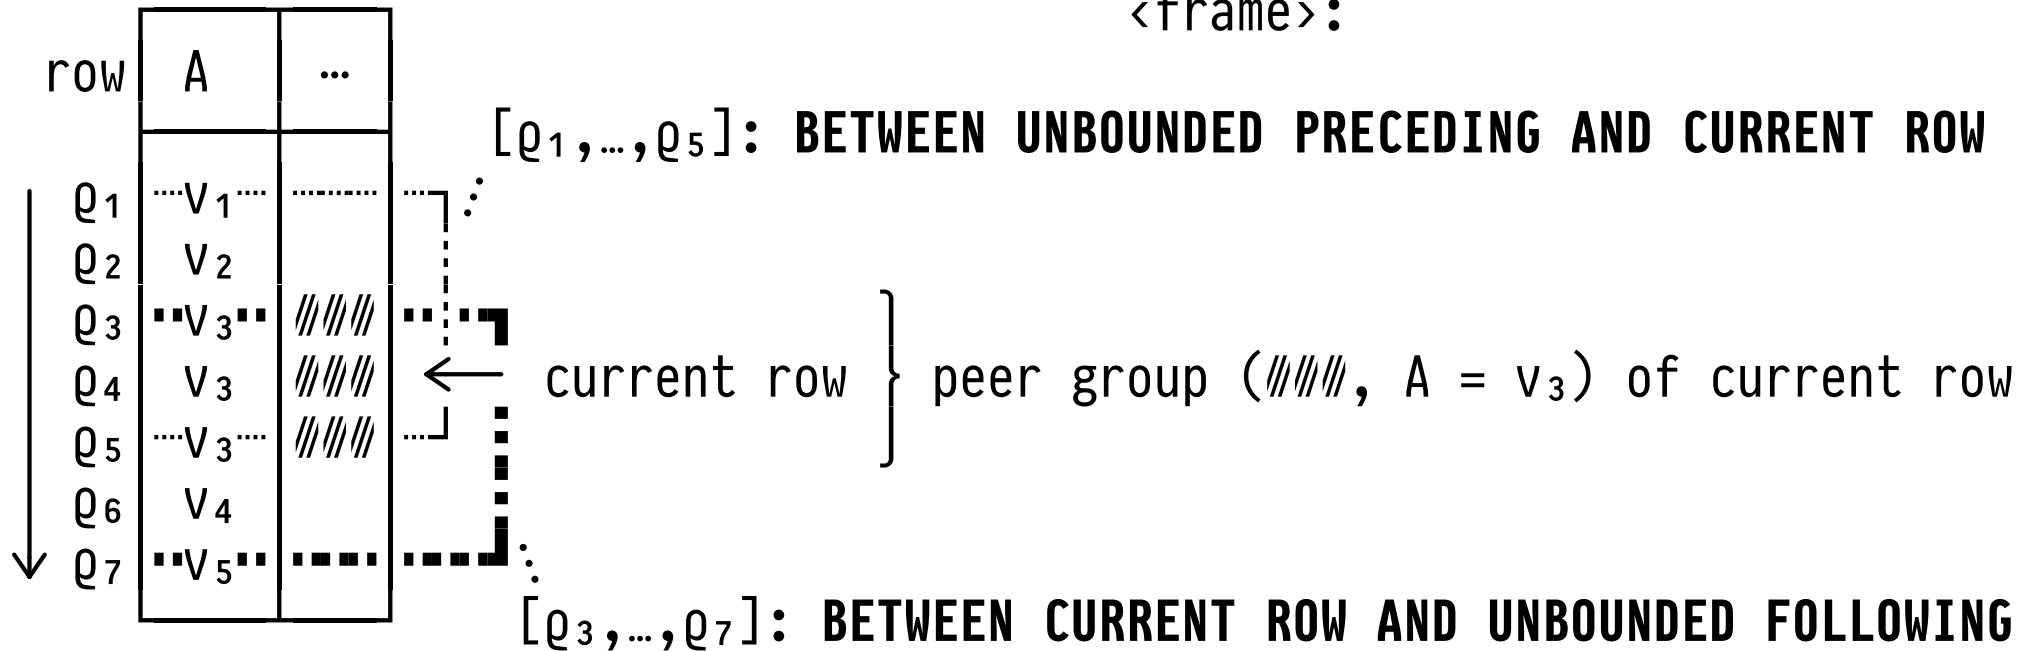 <frame>:
row A …
[ϱ₁,…,ϱ₅]: BETWEEN UNBOUNDED PRECEDING AND CURRENT ROW
ϱ₁ v₁
ϱ₂ v₂
ϱ₃ v₃
ϱ₄ v₃ current row } peer group (⫻⫻⫻, A = v₃) of current row
ϱ₅ v₃
ϱ₆ v₄
ϱ₇ v₅
[ϱ₃,…,ϱ₇]: BETWEEN CURRENT ROW AND UNBOUNDED FOLLOWING